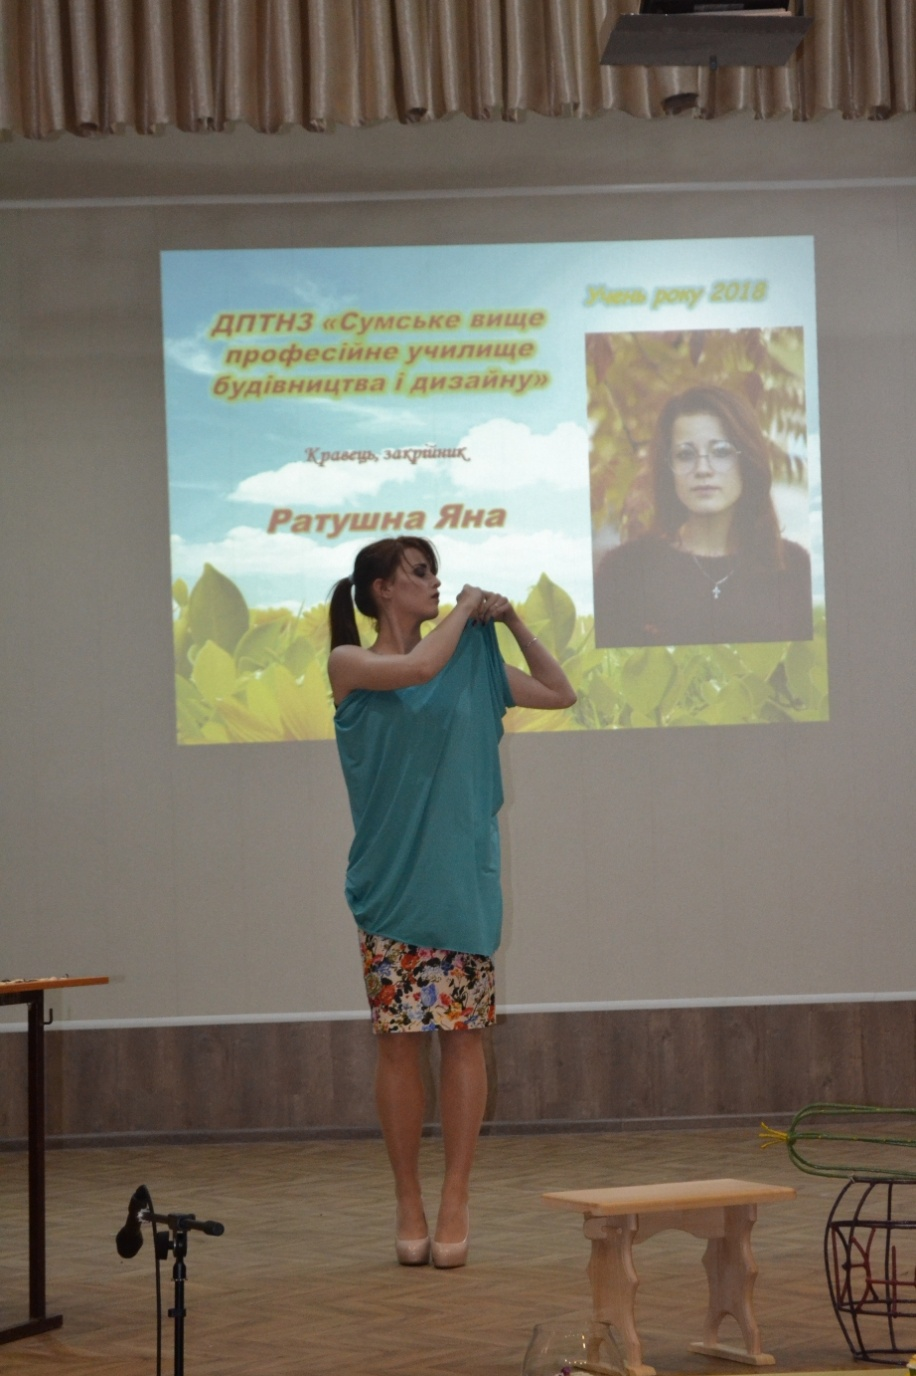 Учень року 2018
ДПТНЗ «Сумське вище
професійне училище
будівництва і дизайну»
Кравець, закрійник
Ратушна Яна